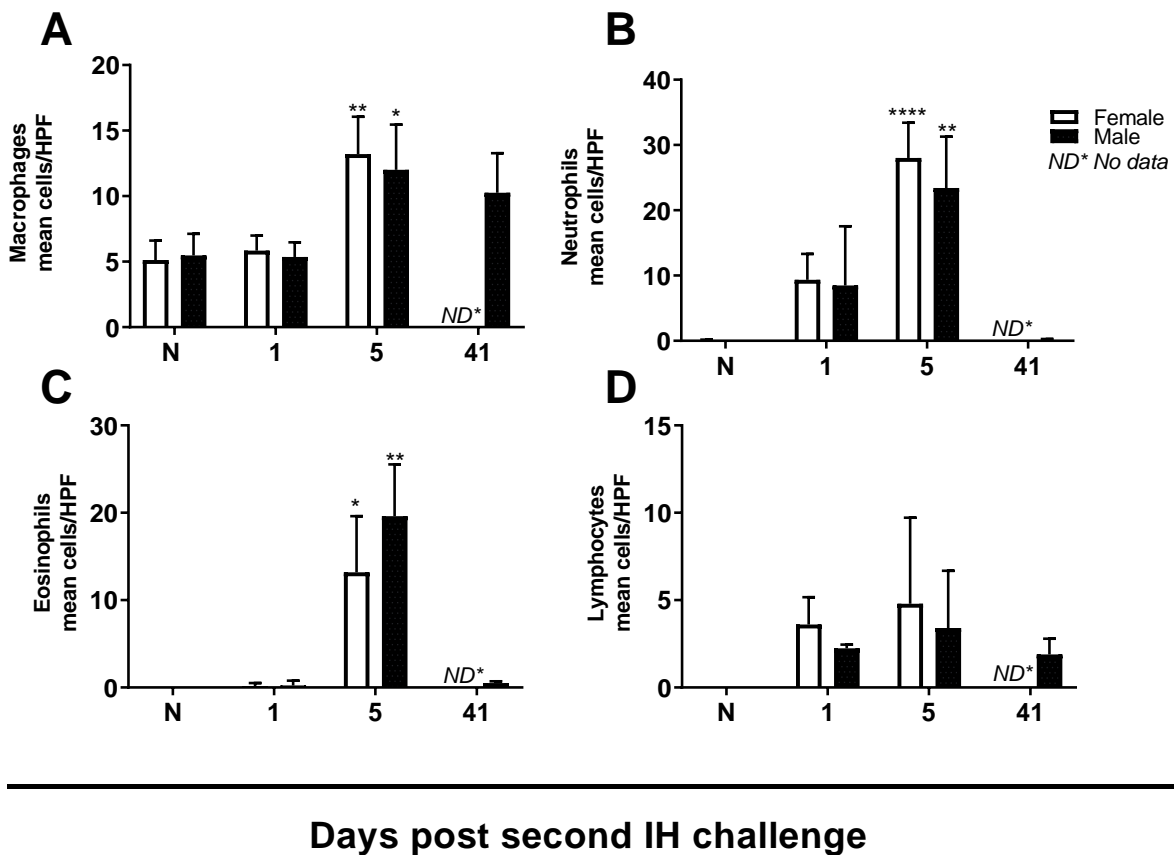 A
Macrophages
mean cells/HPF
20
15
10
5
0
**
*
ND*
N 1 5 41
B
Neutrophils
mean cells/HPF
40
30
20
10
0
****
**
ND*
N 1 5 41
Female
Male
ND* No data
C
Eosinophils
mean cells/HPF
30
20
10
0
*
**
ND*
N 1 5 41
D
Lymphocytes
mean cells/HPF
15
10
5
0
ND*
N 1 5 41
Days post second IH challenge